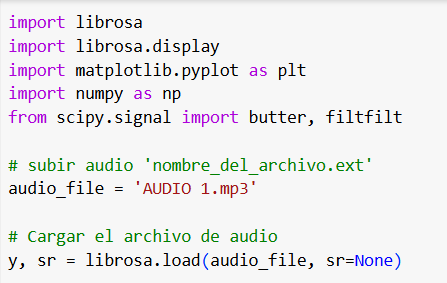 import librosa
import librosa.display
import matplotlib.pyplot as plt
import numpy as np
from scipy.signal import butter, filtfilt
# subir audio 'nombre_del_archivo.ext'
audio_file = 'AUDIO 1.mp3'
# Cargar el archivo de audio
y, sr = librosa.load(audio_file, sr=None)